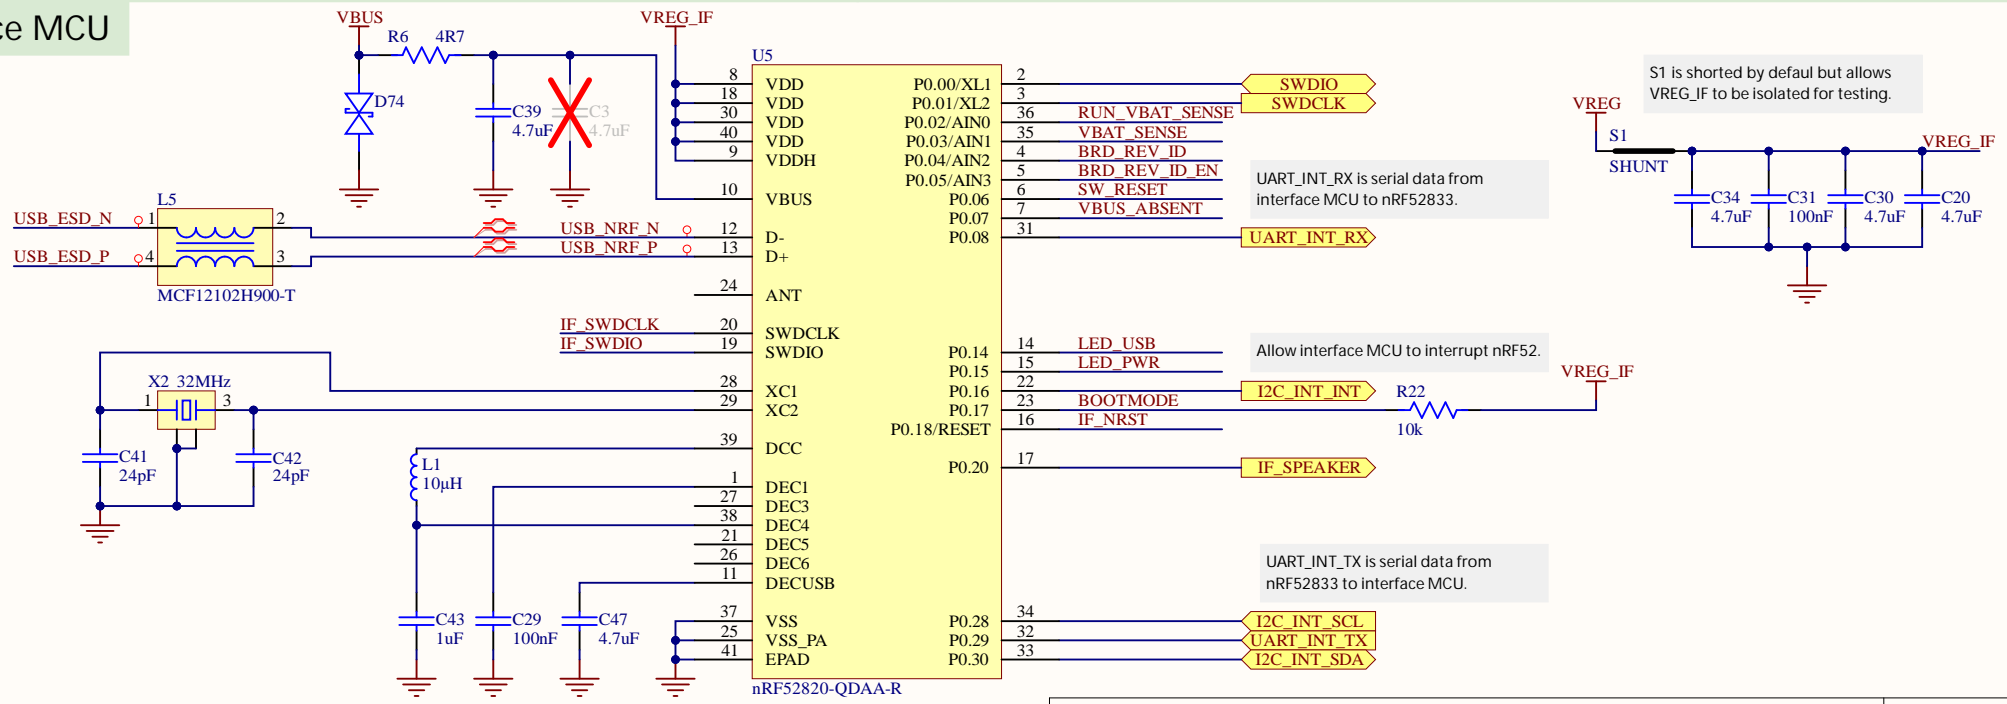 ce MCU
VBUS
R6 4R7
D74
C39
4.7uF
C3
4.7uF
VREG_IF
U5
8 VDD
18 VDD
30 VDD
40 VDD
9 VDDH
10 VBUS
12 D-
13 D+
24 ANT
20 SWDCLK
19 SWDIO
28 XC1
29 XC2
39 DCC
1 DEC1
27 DEC3
38 DEC4
21 DEC5
26 DEC6
11 DECUSB
37 VSS
25 VSS_PA
41 EPAD
nRF52820-QDAA-R
L5
USB_ESD_N 1 2
USB_ESD_P 4 3
MCF12102H900-T
USB_NRF_N
USB_NRF_P
IF_SWDCLK
IF_SWDIO
X2 32MHz
1 3
C41
24pF
C42
24pF
L1
10µH
C43
1uF
C29
100nF
C47
4.7uF
P0.00/XL1 2 SWDIO
P0.01/XL2 3 SWDCLK
P0.02/AIN0 36 RUN_VBAT_SENSE
P0.03/AIN1 35 VBAT_SENSE
P0.04/AIN2 4 BRD_REV_ID
P0.05/AIN3 5 BRD_REV_ID_EN
P0.06 6 SW_RESET
P0.07 7 VBUS_ABSENT
P0.08 31 UART_INT_RX
P0.14 14 LED_USB
P0.15 15 LED_PWR
P0.16 22 I2C_INT_INT
P0.17 23 BOOTMODE
P0.18/RESET 16 IF_NRST
P0.20 17 IF_SPEAKER
P0.28 34 I2C_INT_SCL
P0.29 32 UART_INT_TX
P0.30 33 I2C_INT_SDA
UART_INT_RX is serial data from
interface MCU to nRF52833.
Allow interface MCU to interrupt nRF52.
R22
10k
VREG_IF
UART_INT_TX is serial data from
nRF52833 to interface MCU.
S1 is shorted by defaul but allows
VREG_IF to be isolated for testing.
VREG
S1
SHUNT
VREG_IF
C34
4.7uF
C31
100nF
C30
4.7uF
C20
4.7uF